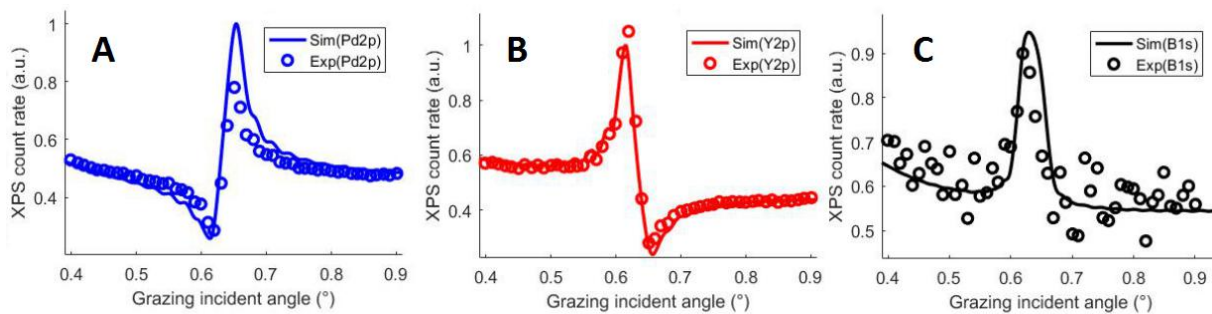 A
Sim(Pd2p)
Exp(Pd2p)
XPS count rate (a.u.)
1
0.8
0.6
0.4
0.4 0.5 0.6 0.7 0.8 0.9
Grazing incident angle (°)
B
Sim(Y2p)
Exp(Y2p)
XPS count rate (a.u.)
1
0.8
0.6
0.4
0.4 0.5 0.6 0.7 0.8 0.9
Grazing incident angle (°)
C
Sim(B1s)
Exp(B1s)
XPS count rate (a.u.)
0.9
0.8
0.7
0.6
0.5
0.4 0.5 0.6 0.7 0.8 0.9
Grazing incident angle (°)